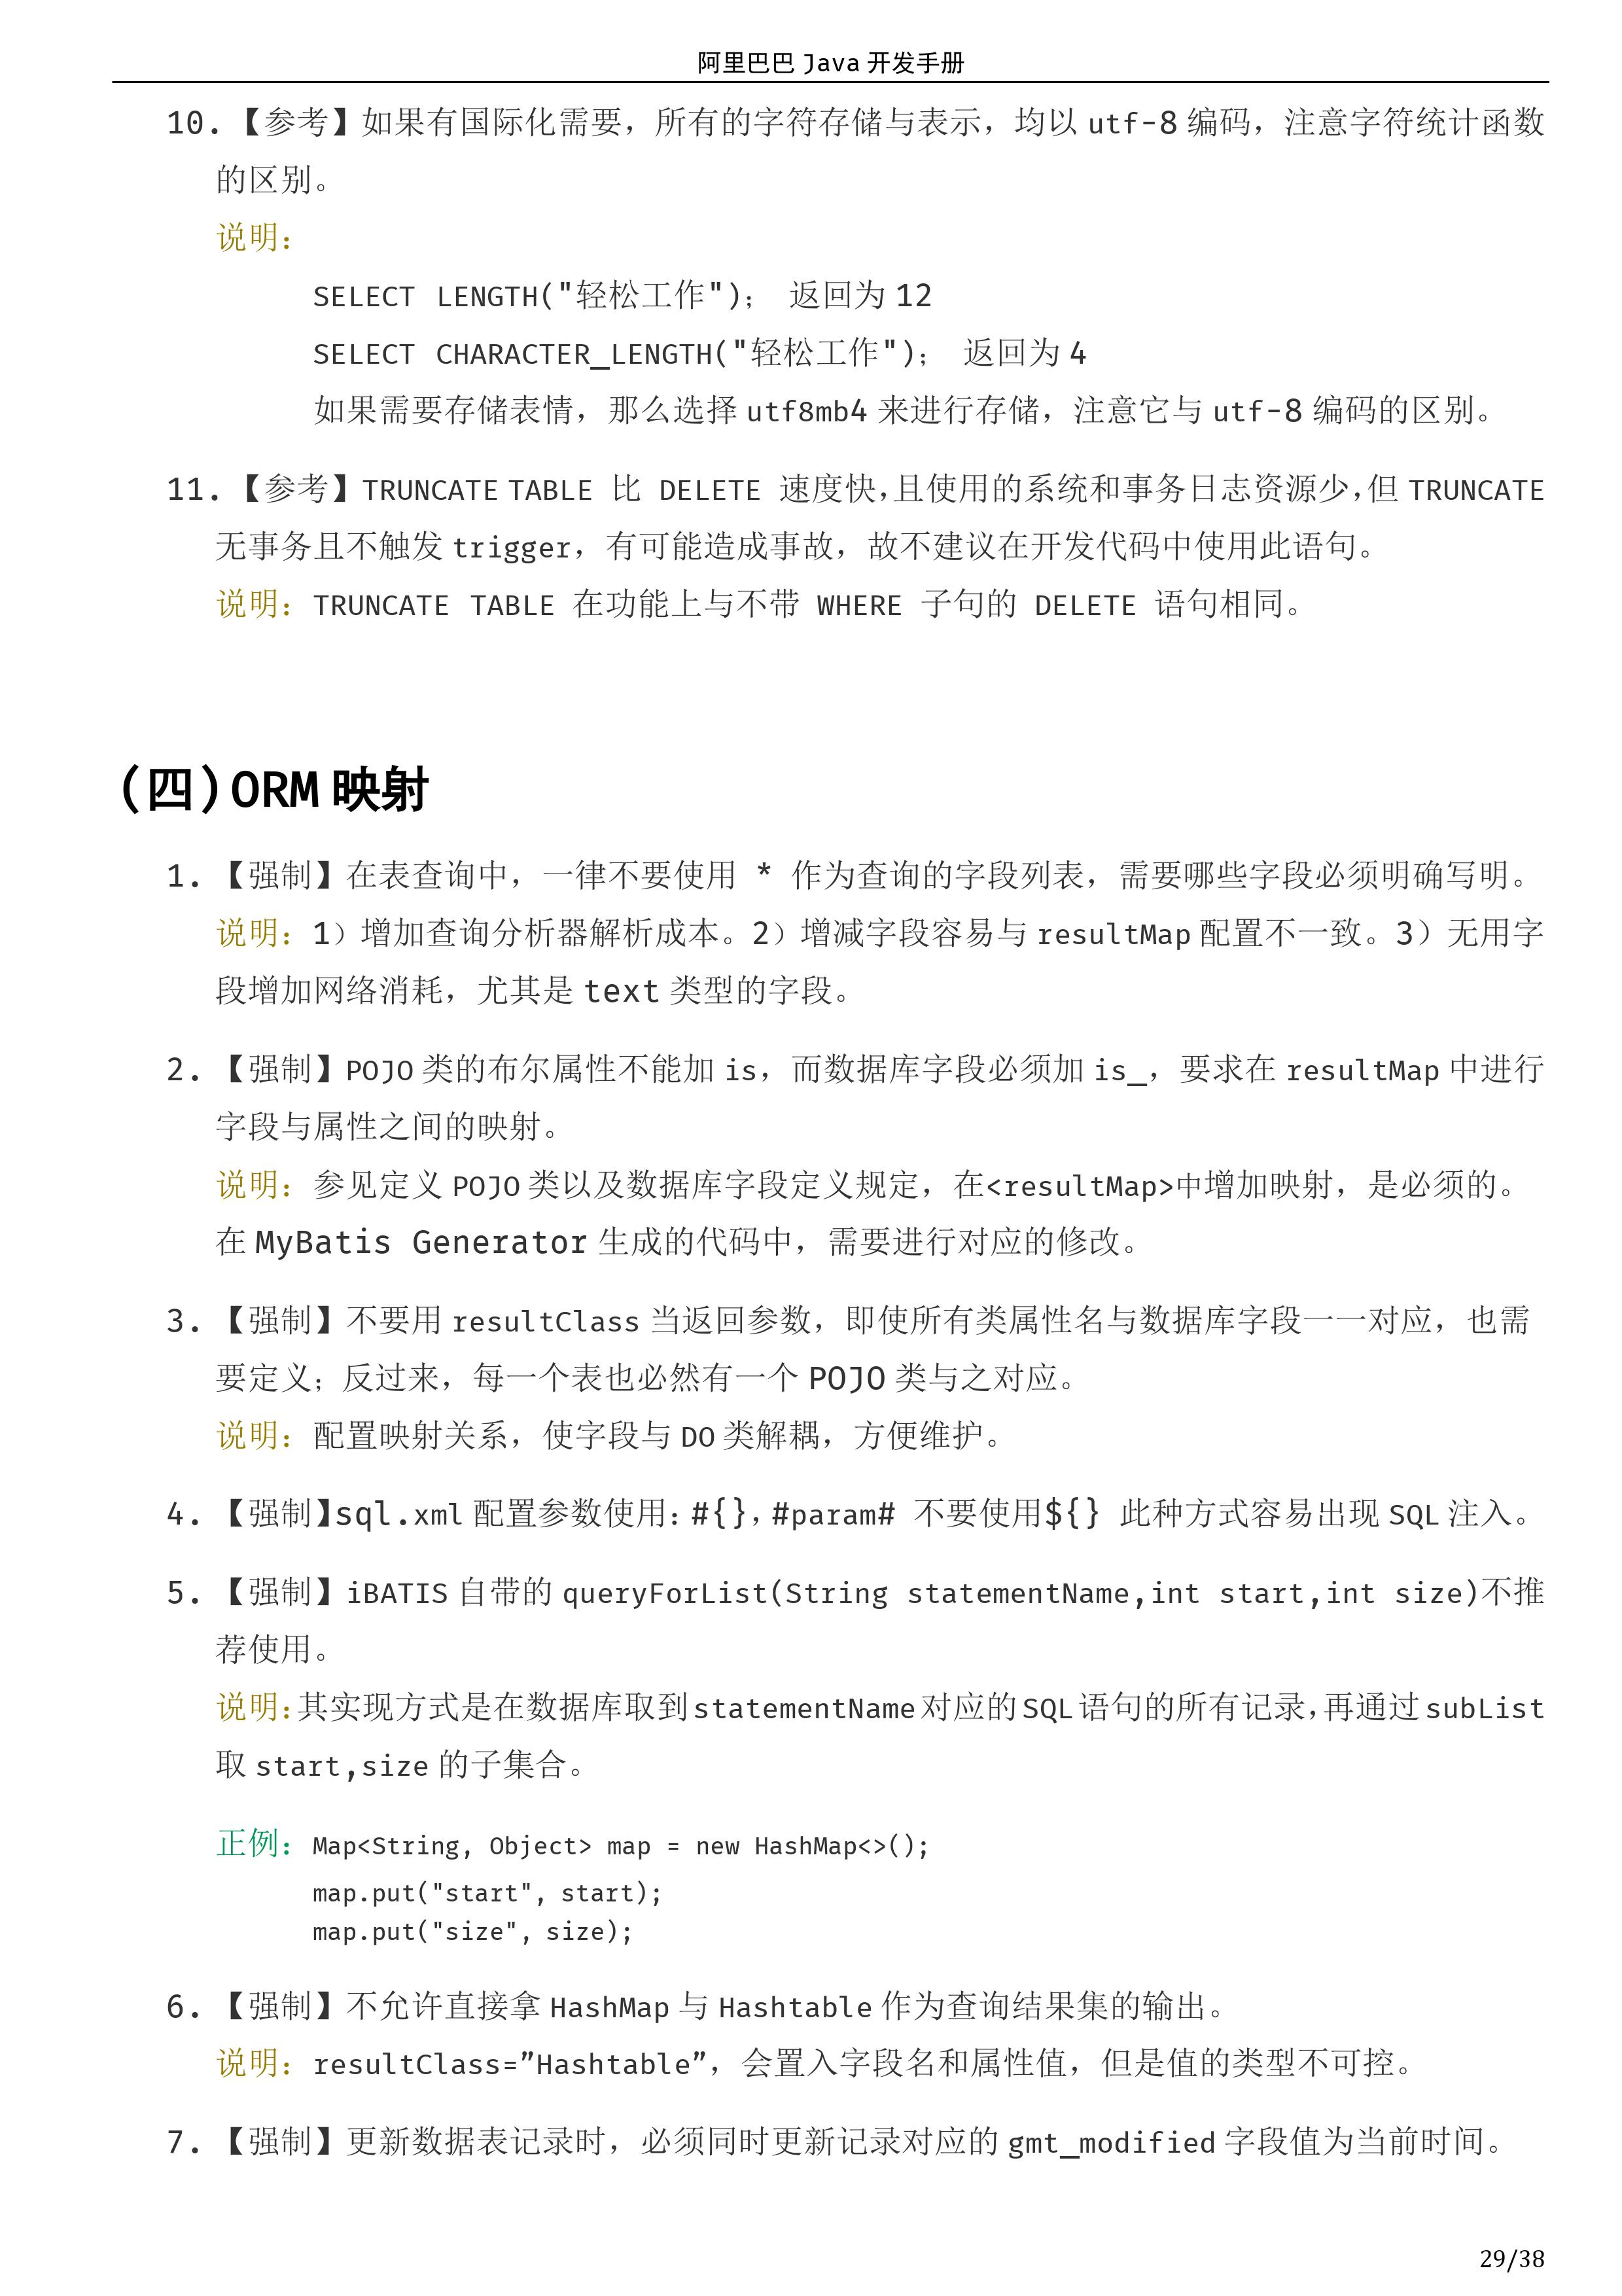 阿里巴巴 Java 开发手册
10.【参考】如果有国际化需要，所有的字符存储与表示，均以 utf-8 编码，注意字符统计函数
的区别。
说明：
SELECT LENGTH("轻松工作"); 返回为 12
SELECT CHARACTER_LENGTH("轻松工作"); 返回为 4
如果需要存储表情，那么选择 utf8mb4 来进行存储，注意它与 utf-8 编码的区别。
11.【参考】TRUNCATE TABLE 比 DELETE 速度快，且使用的系统和事务日志资源少，但 TRUNCATE
无事务且不触发 trigger，有可能造成事故，故不建议在开发代码中使用此语句。
说明：TRUNCATE TABLE 在功能上与不带 WHERE 子句的 DELETE 语句相同。
(四)ORM 映射
1. 【强制】在表查询中，一律不要使用 * 作为查询的字段列表，需要哪些字段必须明确写明。
说明：1）增加查询分析器解析成本。2）增减字段容易与 resultMap 配置不一致。3）无用字
段增加网络消耗，尤其是 text 类型的字段。
2. 【强制】POJO 类的布尔属性不能加 is，而数据库字段必须加 is_，要求在 resultMap 中进行
字段与属性之间的映射。
说明：参见定义 POJO 类以及数据库字段定义规定，在<resultMap>中增加映射，是必须的。
在 MyBatis Generator 生成的代码中，需要进行对应的修改。
3. 【强制】不要用 resultClass 当返回参数，即使所有类属性名与数据库字段一一对应，也需
要定义；反过来，每一个表也必然有一个 POJO 类与之对应。
说明：配置映射关系，使字段与 DO 类解耦，方便维护。
4. 【强制】sql.xml 配置参数使用：#{}，#param# 不要使用${} 此种方式容易出现 SQL 注入。
5. 【强制】iBATIS 自带的 queryForList(String statementName,int start,int size)不推
荐使用。
说明：其实现方式是在数据库取到 statementName 对应的 SQL 语句的所有记录，再通过 subList
取 start,size 的子集合。
正例：Map<String, Object> map = new HashMap<>();
map.put("start", start);
map.put("size", size);
6. 【强制】不允许直接拿 HashMap 与 Hashtable 作为查询结果集的输出。
说明：resultClass=”Hashtable”，会置入字段名和属性值，但是值的类型不可控。
7. 【强制】更新数据表记录时，必须同时更新记录对应的 gmt_modified 字段值为当前时间。
29/38